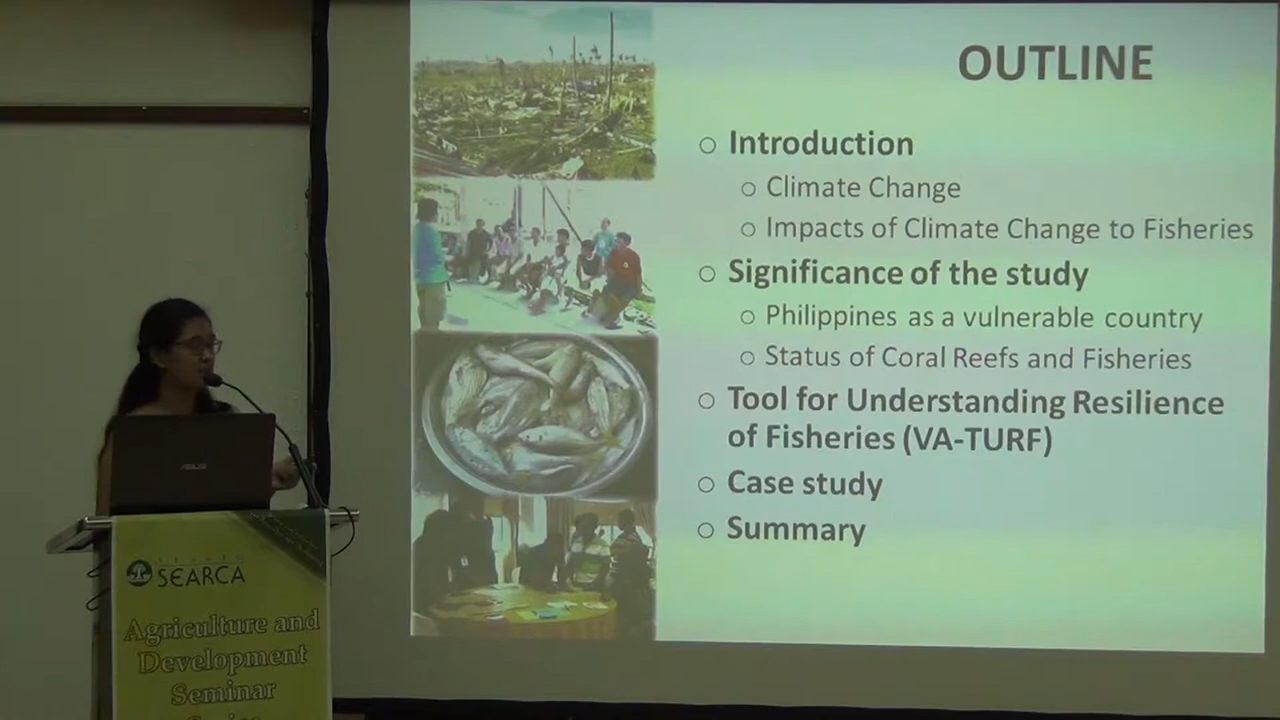 OUTLINE
○ Introduction
○ Climate Change
○ Impacts of Climate Change to Fisheries
○ Significance of the study
○ Philippines as a vulnerable country
○ Status of Coral Reefs and Fisheries
○ Tool for Understanding Resilience
of Fisheries (VA-TURF)
○ Case study
○ Summary
ASUS
SEARCA
Agriculture and
Development
Seminar